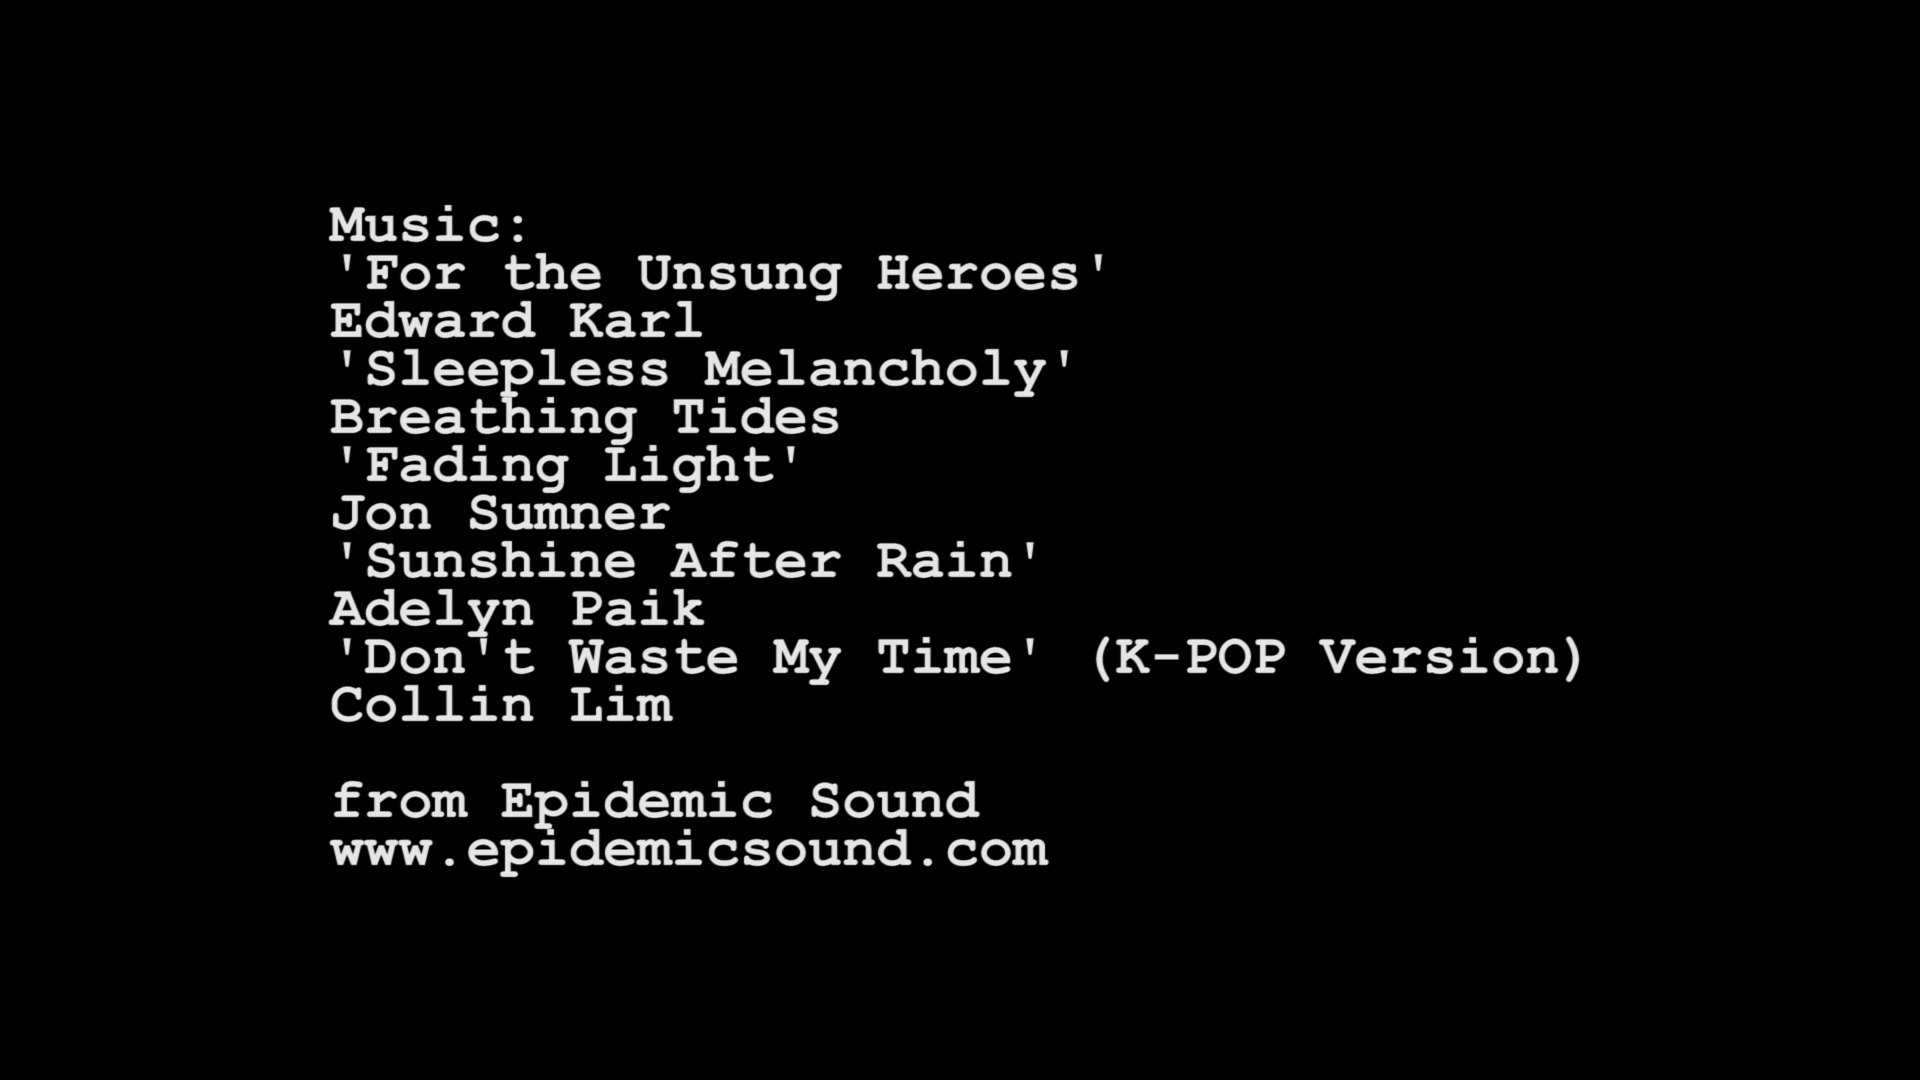 Music:
'For the Unsung Heroes'
Edward Karl
'Sleepless Melancholy'
Breathing Tides
'Fading Light'
Jon Sumner
'Sunshine After Rain'
Adelyn Paik
'Don't Waste My Time' (K-POP Version)
Collin Lim
from Epidemic Sound
www.epidemicsound.com